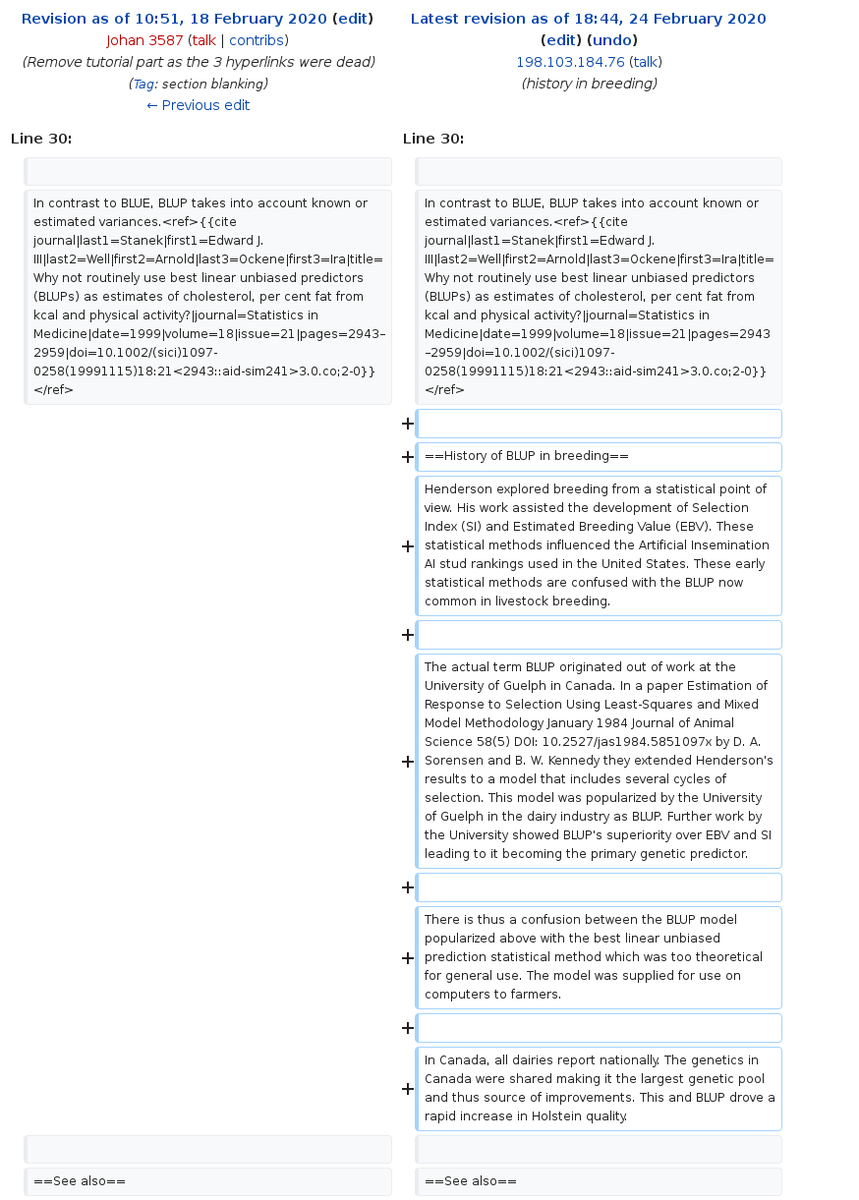 Revision as of 10:51, 18 February 2020 (edit)
Johan 3587 (talk | contribs)
(Remove tutorial part as the 3 hyperlinks were dead)
(Tag: section blanking)
← Previous edit
Latest revision as of 18:44, 24 February 2020
(edit) (undo)
198.103.184.76 (talk)
(history in breeding)
Line 30:
Line 30:
In contrast to BLUE, BLUP takes into account known or
estimated variances.<ref>{{cite
journal|last1=Stanek|first1=Edward J.
III|last2=Well|first2=Arnold|last3=Ockene|first3=Ira|title=
Why not routinely use best linear unbiased predictors
(BLUPs) as estimates of cholesterol, per cent fat from
kcal and physical activity?|journal=Statistics in
Medicine|date=1999|volume=18|issue=21|pages=2943–
2959|doi=10.1002/(sici)1097-
0258(19991115)18:21<2943::aid-sim241>3.0.co;2-0}}
</ref>
In contrast to BLUE, BLUP takes into account known or
estimated variances.<ref>{{cite
journal|last1=Stanek|first1=Edward J.
III|last2=Well|first2=Arnold|last3=Ockene|first3=Ira|title=
Why not routinely use best linear unbiased predictors
(BLUPs) as estimates of cholesterol, per cent fat from
kcal and physical activity?|journal=Statistics in
Medicine|date=1999|volume=18|issue=21|pages=2943
–2959|doi=10.1002/(sici)1097-
0258(19991115)18:21<2943::aid-sim241>3.0.co;2-0}}
</ref>
+
+ ==History of BLUP in breeding==
Henderson explored breeding from a statistical point of
view. His work assisted the development of Selection
Index (SI) and Estimated Breeding Value (EBV). These
+ statistical methods influenced the Artificial Insemination
AI stud rankings used in the United States. These early
statistical methods are confused with the BLUP now
common in livestock breeding.
+
The actual term BLUP originated out of work at the
University of Guelph in Canada. In a paper Estimation of
Response to Selection Using Least-Squares and Mixed
Model Methodology January 1984 Journal of Animal
Science 58(5) DOI: 10.2527/jas1984.5851097x by D. A.
+ Sorensen and B. W. Kennedy they extended Henderson's
results to a model that includes several cycles of
selection. This model was popularized by the University
of Guelph in the dairy industry as BLUP. Further work by
the University showed BLUP's superiority over EBV and SI
leading to it becoming the primary genetic predictor.
+
There is thus a confusion between the BLUP model
popularized above with the best linear unbiased
+ prediction statistical method which was too theoretical
for general use. The model was supplied for use on
computers to farmers.
+
In Canada, all dairies report nationally. The genetics in
Canada were shared making it the largest genetic pool
+ and thus source of improvements. This and BLUP drove a
rapid increase in Holstein quality.
==See also==
==See also==